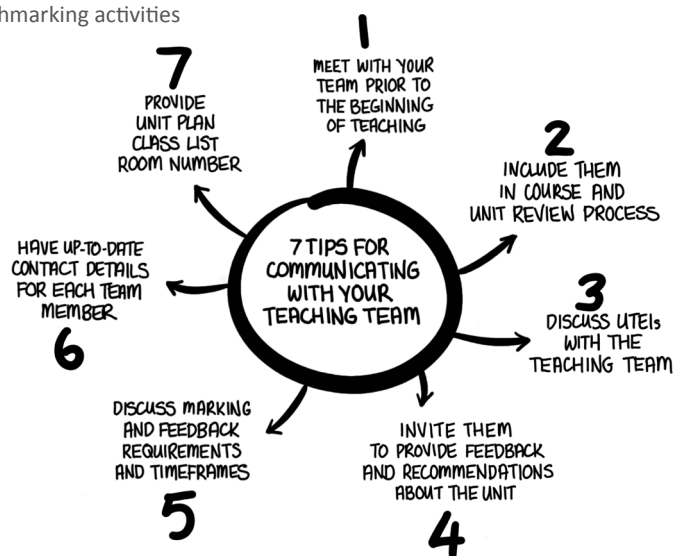 hmarking activities
1
MEET WITH YOUR
TEAM PRIOR TO
THE BEGINNING
OF TEACHING
2
INCLUDE THEM
IN COURSE AND
UNIT REVIEW PROCESS
3
DISCUSS UTEIs
WITH THE
TEACHING TEAM
INVITE THEM
TO PROVIDE FEEDBACK
AND RECOMMENDATIONS
ABOUT THE UNIT
4
DISCUSS MARKING
AND FEEDBACK
REQUIREMENTS
AND TIMEFRAMES
5
HAVE UP-TO-DATE
CONTACT DETAILS
FOR EACH TEAM
MEMBER
6
7
PROVIDE
UNIT PLAN
CLASS LIST
ROOM NUMBER
7 TIPS FOR
COMMUNICATING
WITH YOUR
TEACHING TEAM